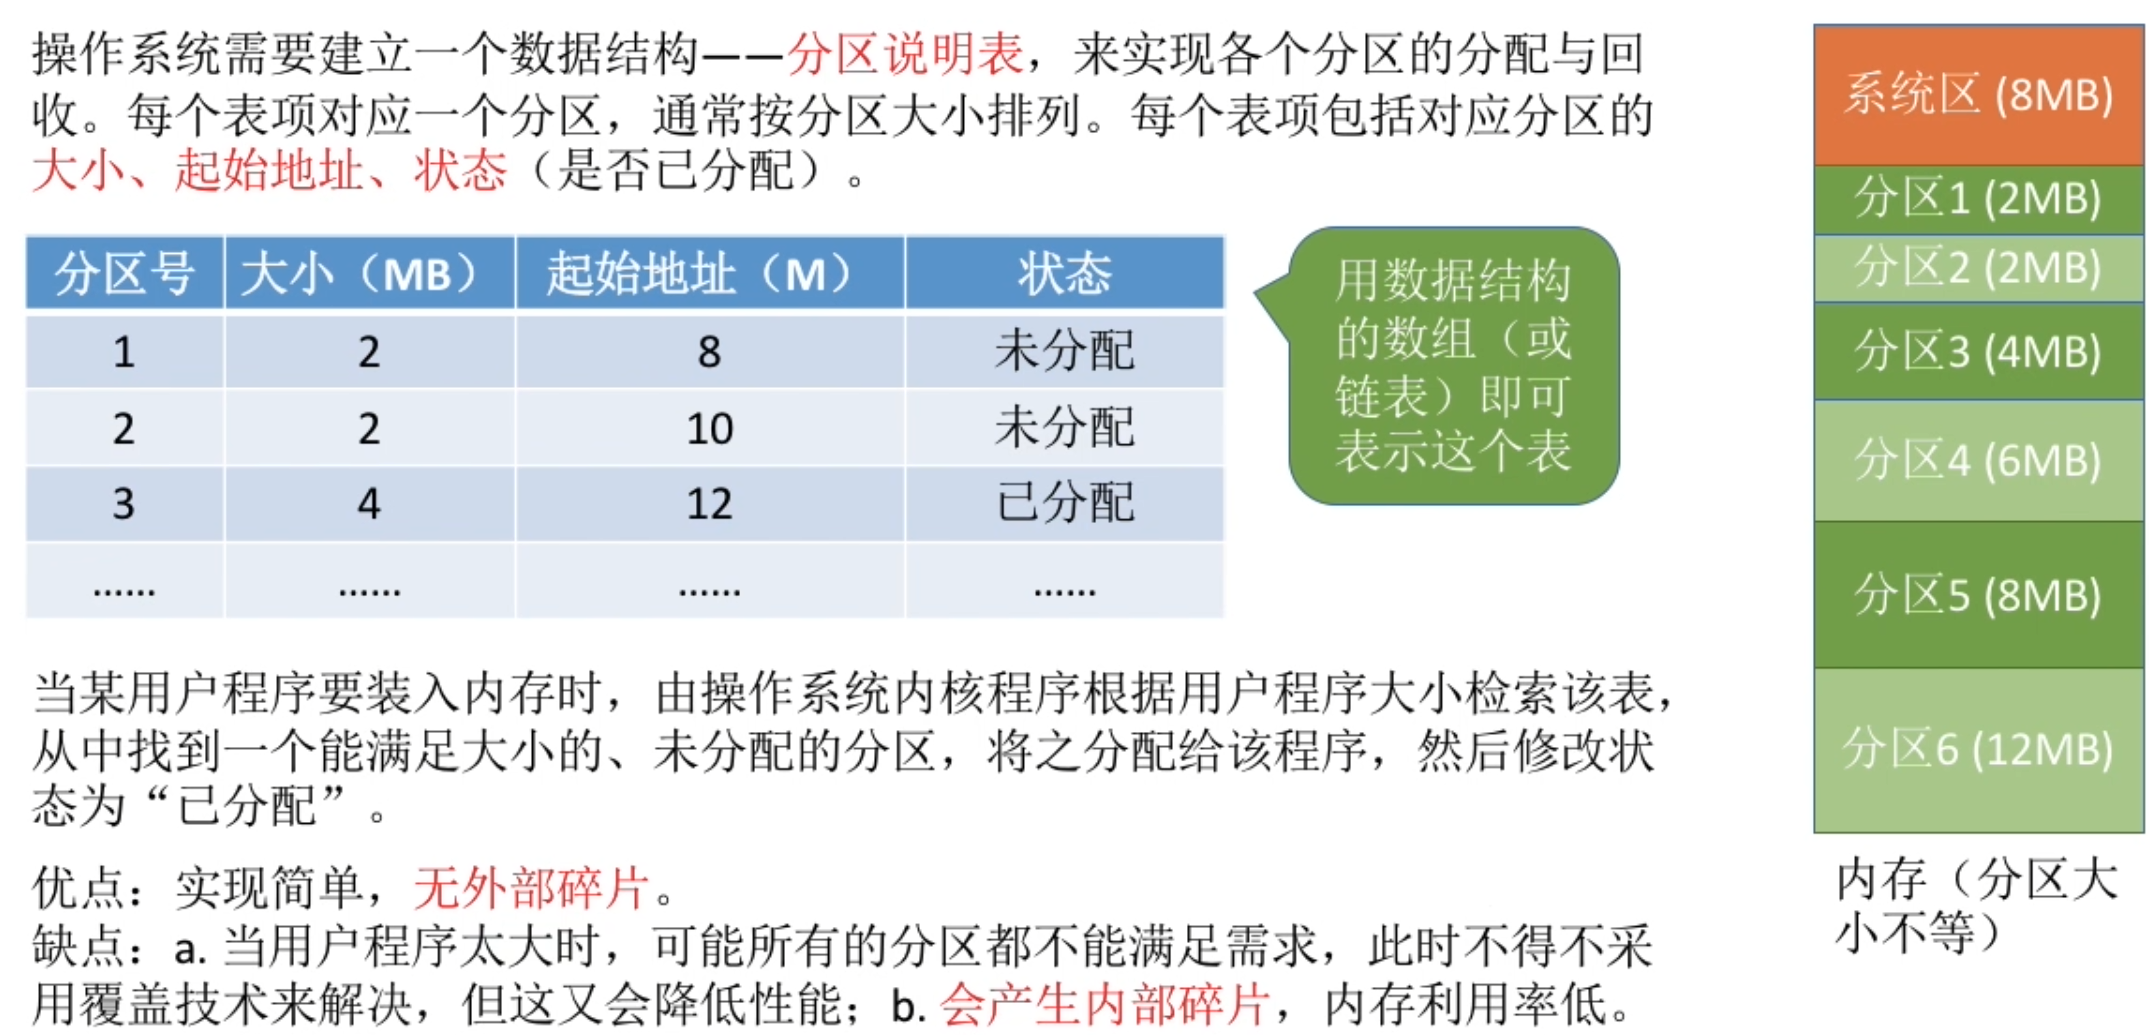 操作系统需要建立一个数据结构——分区说明表，来实现各个分区的分配与回
收。每个表项对应一个分区，通常按分区大小排列。每个表项包括对应分区的
大小、起始地址、状态（是否已分配）。
分区号 大小（MB） 起始地址（M） 状态
1 2 8 未分配
2 2 10 未分配
3 4 12 已分配
…… …… …… ……
用数据结构
的数组（或
链表）即可
表示这个表
当某用户程序要装入内存时，由操作系统内核程序根据用户程序大小检索该表，
从中找到一个能满足大小的、未分配的分区，将之分配给该程序，然后修改状
态为“已分配”。
优点：实现简单，无外部碎片。
缺点：a. 当用户程序太大时，可能所有的分区都不能满足需求，此时不得不采
用覆盖技术来解决，但这又会降低性能；b. 会产生内部碎片，内存利用率低。
系统区 (8MB)
分区1 (2MB)
分区2 (2MB)
分区3 (4MB)
分区4 (6MB)
分区5 (8MB)
分区6 (12MB)
内存（分区大
小不等）